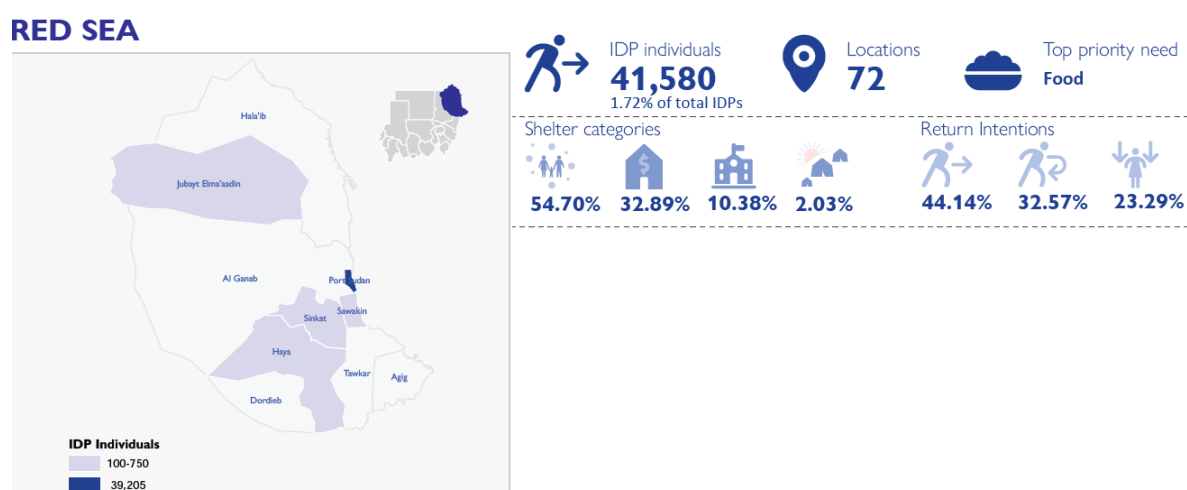 RED SEA
IDP individuals
41,580
1.72% of total IDPs
Locations
72
Top priority need
Food
Shelter categories
54.70% 32.89% 10.38% 2.03%
Return Intentions
44.14% 32.57% 23.29%
Hala'ib
Jubayt Elma'aadin
Al Ganab
Port Sudan
Sawakin
Sinkat
Haya
Tawkar
Agig
Dordieb
IDP Individuals
100-750
39,205